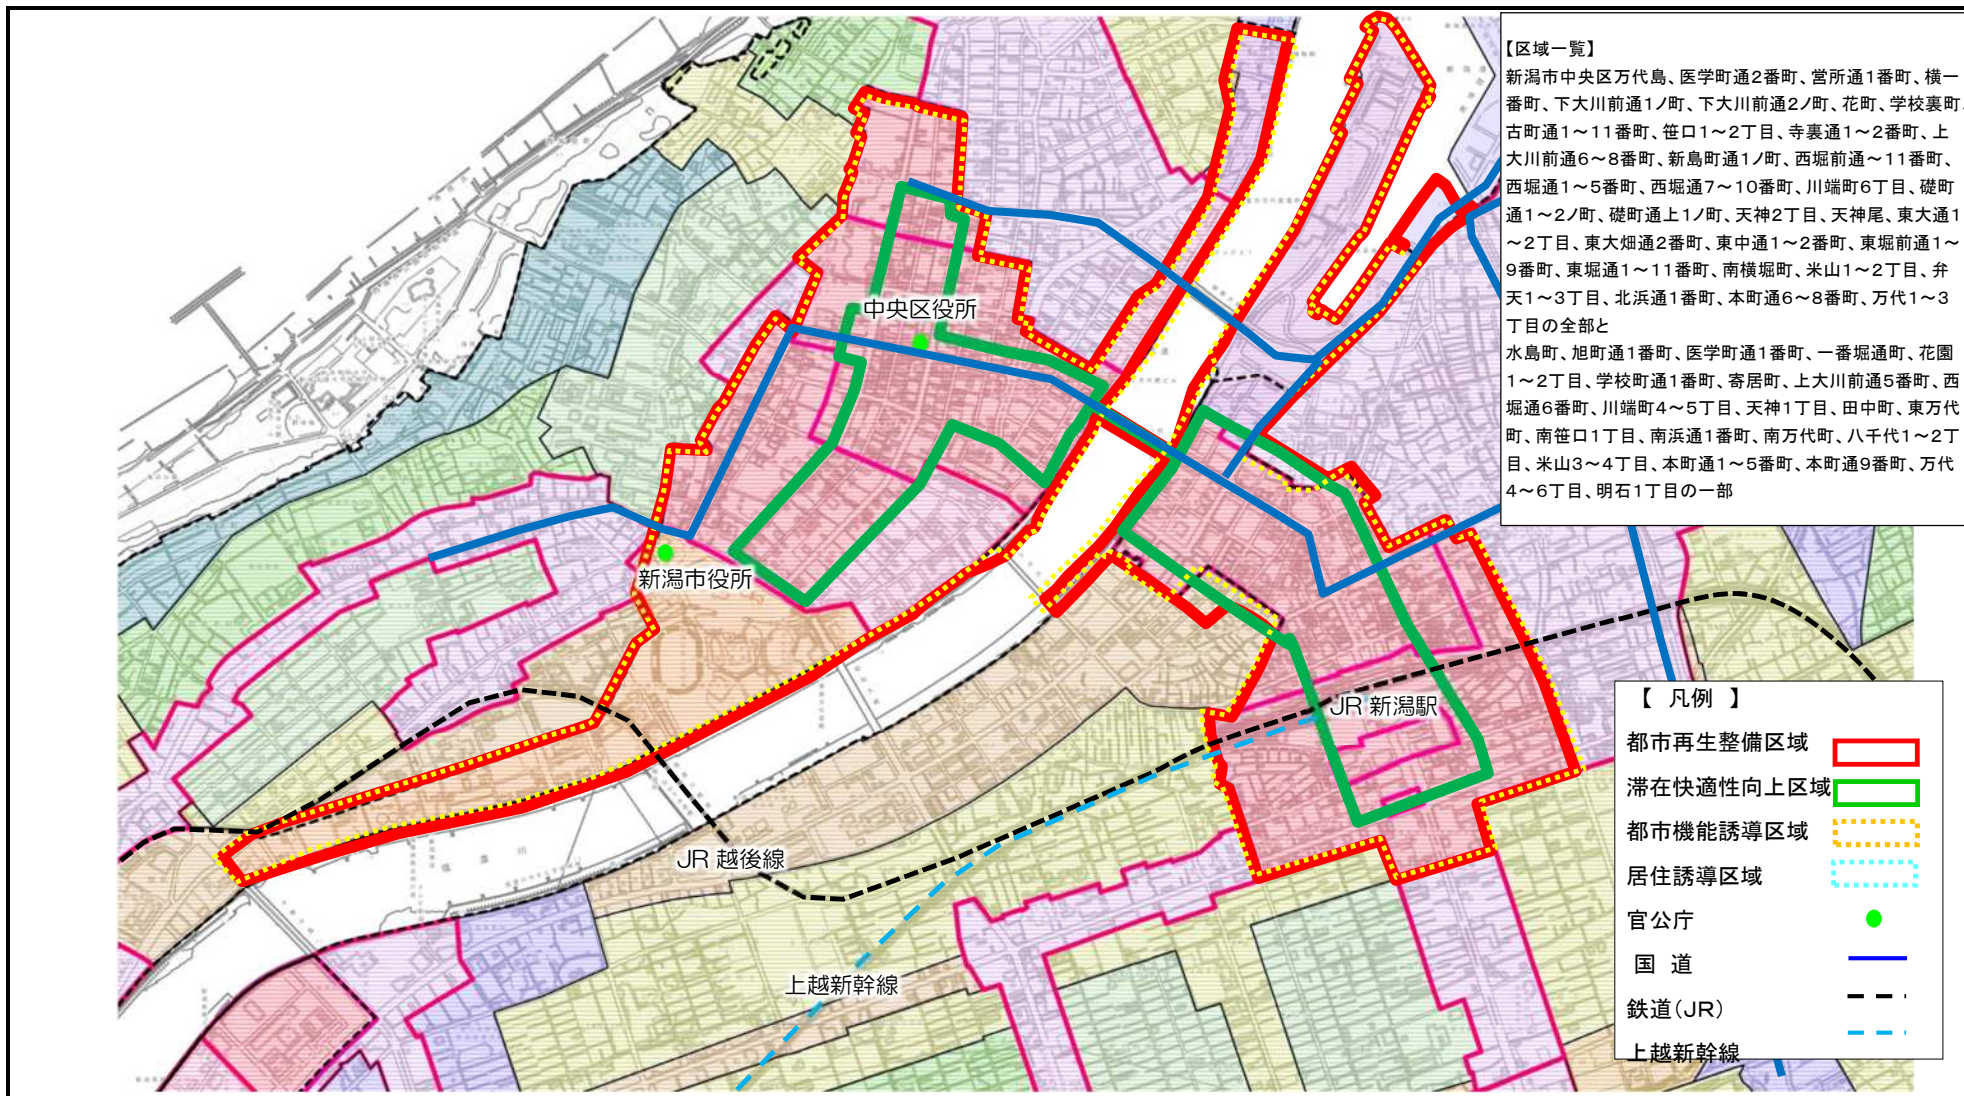 【区域一覧】
新潟市中央区万代島、医学町通2番町、営所通1番町、横一
番町、下大川前通1ノ町、下大川前通2ノ町、花町、学校裏町、
古町通1～11番町、笹口1～2丁目、寺裏通1～2番町、上
大川前通6～8番町、新島町通1ノ町、西堀前通～11番町、
西堀通1～5番町、西堀通7～10番町、川端町6丁目、礎町
通1～2ノ町、礎町通上1ノ町、天神2丁目、天神尾、東大通1
～2丁目、東大畑通2番町、東中通1～2番町、東堀前通1～
9番町、東堀通1～11番町、南横堀町、米山1～2丁目、弁
天1～3丁目、北浜通1番町、本町通6～8番町、万代1～3
丁目の全部と
水島町、旭町通1番町、医学町通1番町、一番堀通町、花園
1～2丁目、学校町通1番町、寄居町、上大川前通5番町、西
堀通6番町、川端町4～5丁目、天神1丁目、田中町、東万代
町、南笹口1丁目、南浜通1番町、南万代町、八千代1～2丁
目、米山3～4丁目、本町通1～5番町、本町通9番町、万代
4～6丁目、明石1丁目の一部
中央区役所
新潟市役所
JR 新潟駅
JR 越後線
上越新幹線
【 凡例 】
都市再生整備区域
滞在快適性向上区域
都市機能誘導区域
居住誘導区域
官公庁
国 道
鉄道(JR)
上越新幹線